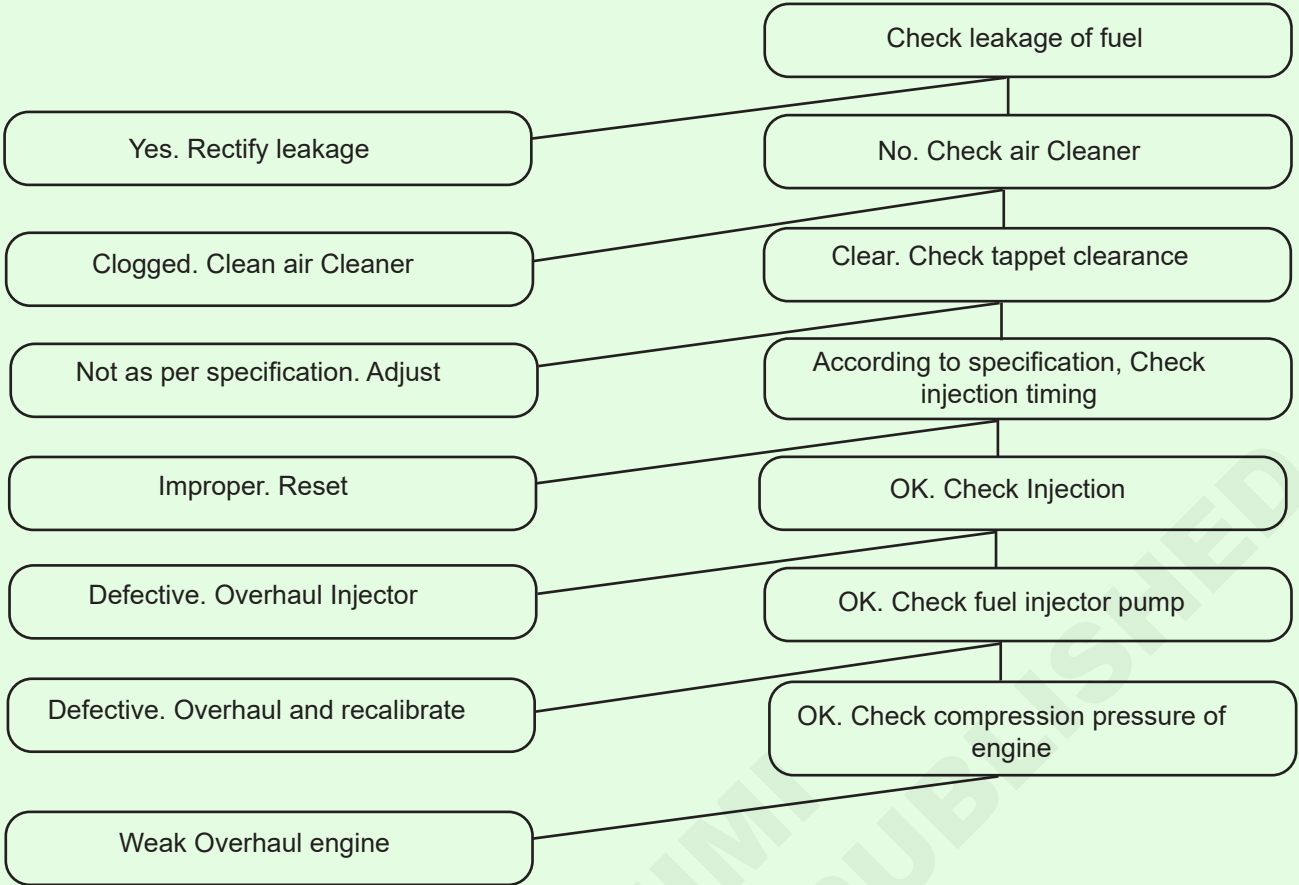 Check leakage of fuel
Yes. Rectify leakage
No. Check air Cleaner
Clogged. Clean air Cleaner
Clear. Check tappet clearance
Not as per specification. Adjust
According to specification, Check
injection timing
Improper. Reset
OK. Check Injection
Defective. Overhaul Injector
OK. Check fuel injector pump
Defective. Overhaul and recalibrate
OK. Check compression pressure of
engine
Weak Overhaul engine